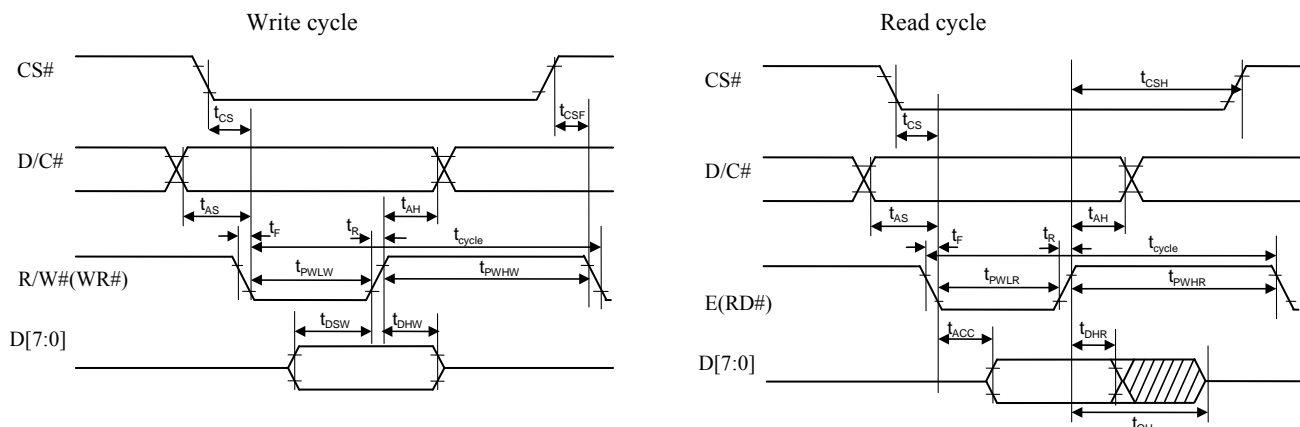 Write cycle
CS#
tCS
tCSF
D/C#
tAS
tAH
tF
tR
tcycle
R/W#(WR#)
tPWLW
tPWHW
D[7:0]
tDSW
tDHW
Read cycle
CS#
tCSH
tCS
D/C#
tAS
tAH
tF
tR
tcycle
E(RD#)
tPWLR
tPWHR
D[7:0]
tACC
tDHR